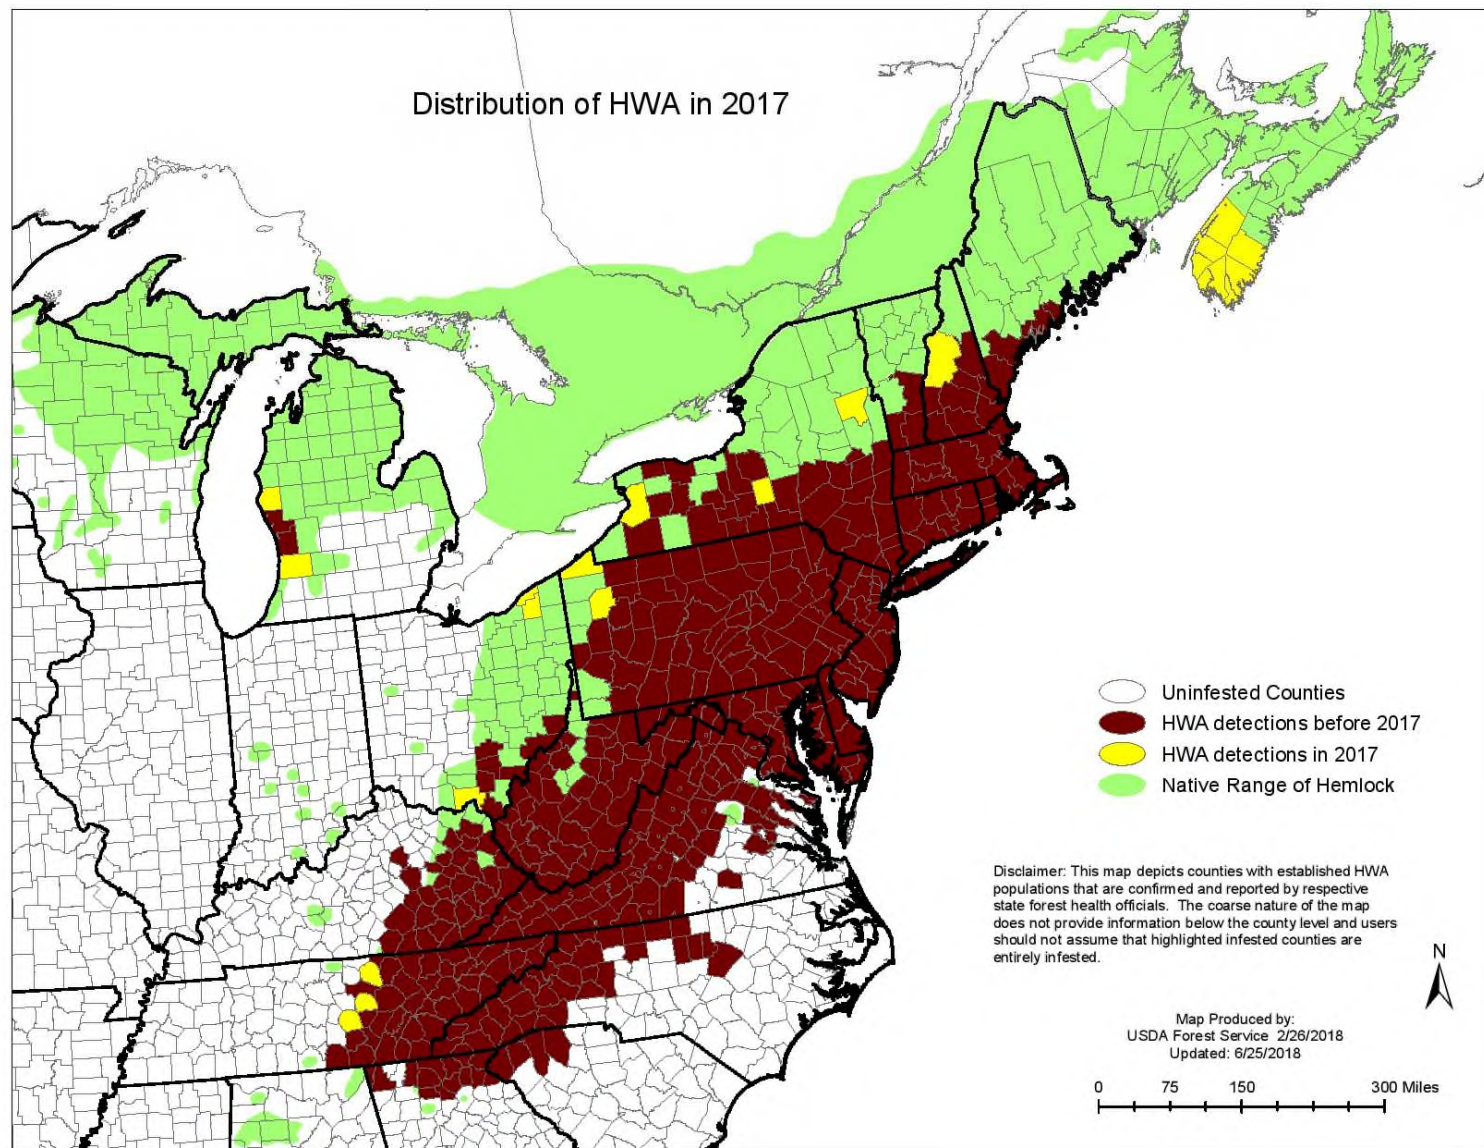 Distribution of HWA in 2017
Uninfested Counties
HWA detections before 2017
HWA detections in 2017
Native Range of Hemlock
Disclaimer: This map depicts counties with established HWA
populations that are confirmed and reported by respective
state forest health officials. The coarse nature of the map
does not provide information below the county level and users
should not assume that highlighted infested counties are
entirely infested.
N
Map Produced by:
USDA Forest Service 2/26/2018
Updated: 6/25/2018
0 75 150 300 Miles